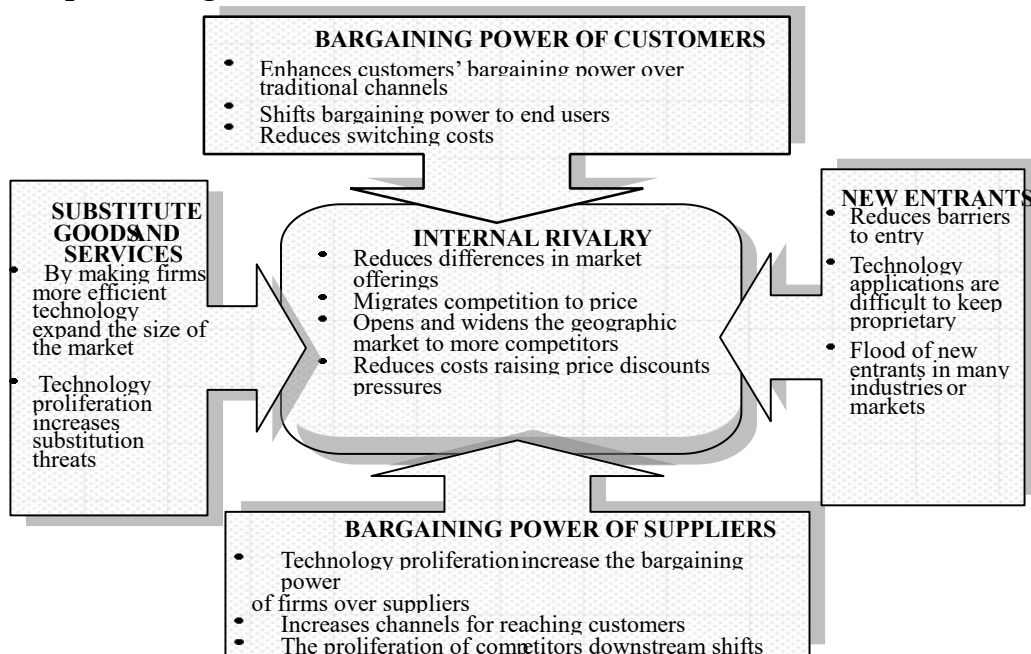 BARGAINING POWER OF CUSTOMERS
• Enhances customers’ bargaining power over
traditional channels
• Shifts bargaining power to end users
• Reduces switching costs
SUBSTITUTE
GOODS AND
SERVICES
• By making firms
more efficient
technology
expand the size of
the market
• Technology
proliferation
increases
substitution
threats
INTERNAL RIVALRY
• Reduces differences in market
offerings
• Migrates competition to price
• Opens and widens the geographic
market to more competitors
• Reduces costs raising price discounts
pressures
NEW ENTRANTS
• Reduces barriers
to entry
• Technology
applications are
difficult to keep
proprietary
• Flood of new
entrants in many
industries or
markets
BARGAINING POWER OF SUPPLIERS
• Technology proliferation increase the bargaining
power
of firms over suppliers
• Increases channels for reaching customers
• The proliferation of competitors downstream shifts